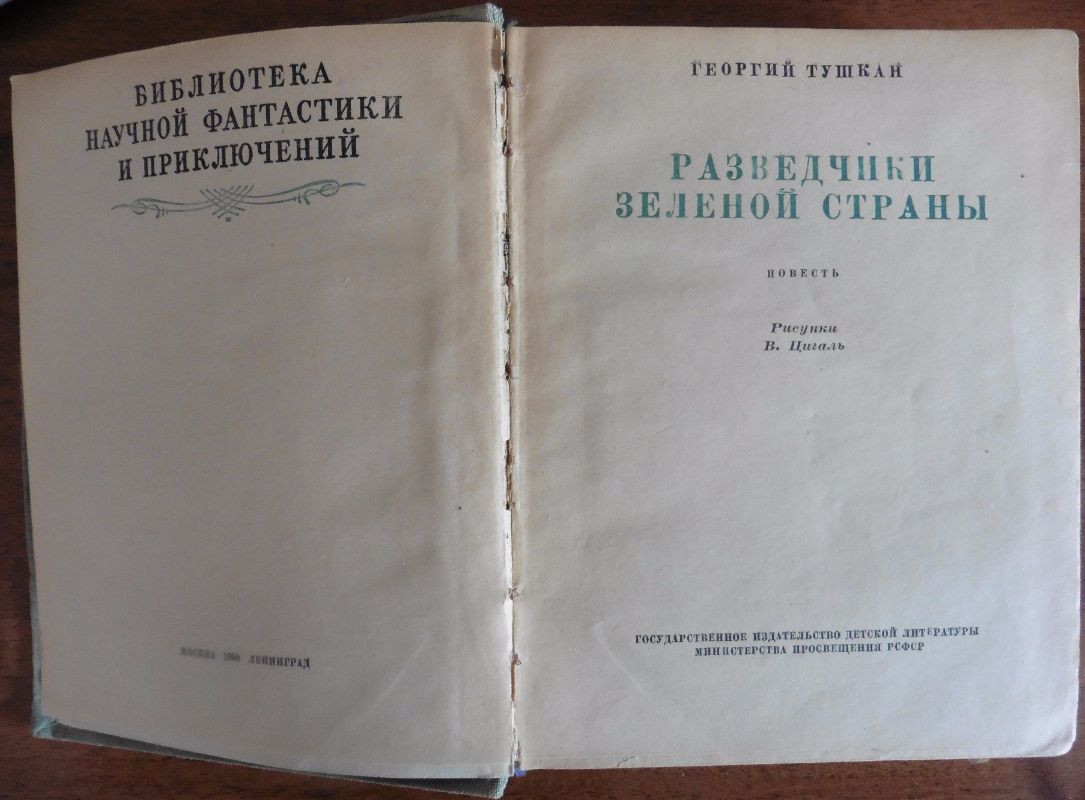 БИБЛИОТЕКА
НАУЧНОЙ ФАНТАСТИКИ
И ПРИКЛЮЧЕНИЙ
МОСКВА 1950 ЛЕНИНГРАД
ГЕОРГИЙ ТУШКАН
РАЗВЕДЧИКИ
ЗЕЛЕНОЙ СТРАНЫ
ПОВЕСТЬ
Рисунки
В. Цигаль
ГОСУДАРСТВЕННОЕ ИЗДАТЕЛЬСТВО ДЕТСКОЙ ЛИТЕРАТУРЫ
МИНИСТЕРСТВА ПРОСВЕЩЕНИЯ РСФСР